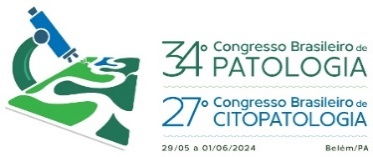 34º Congresso Brasileiro de
PATOLOGIA
27º Congresso Brasileiro de
CITOPATOLOGIA
29/05 a 01/06/2024 Belém/PA